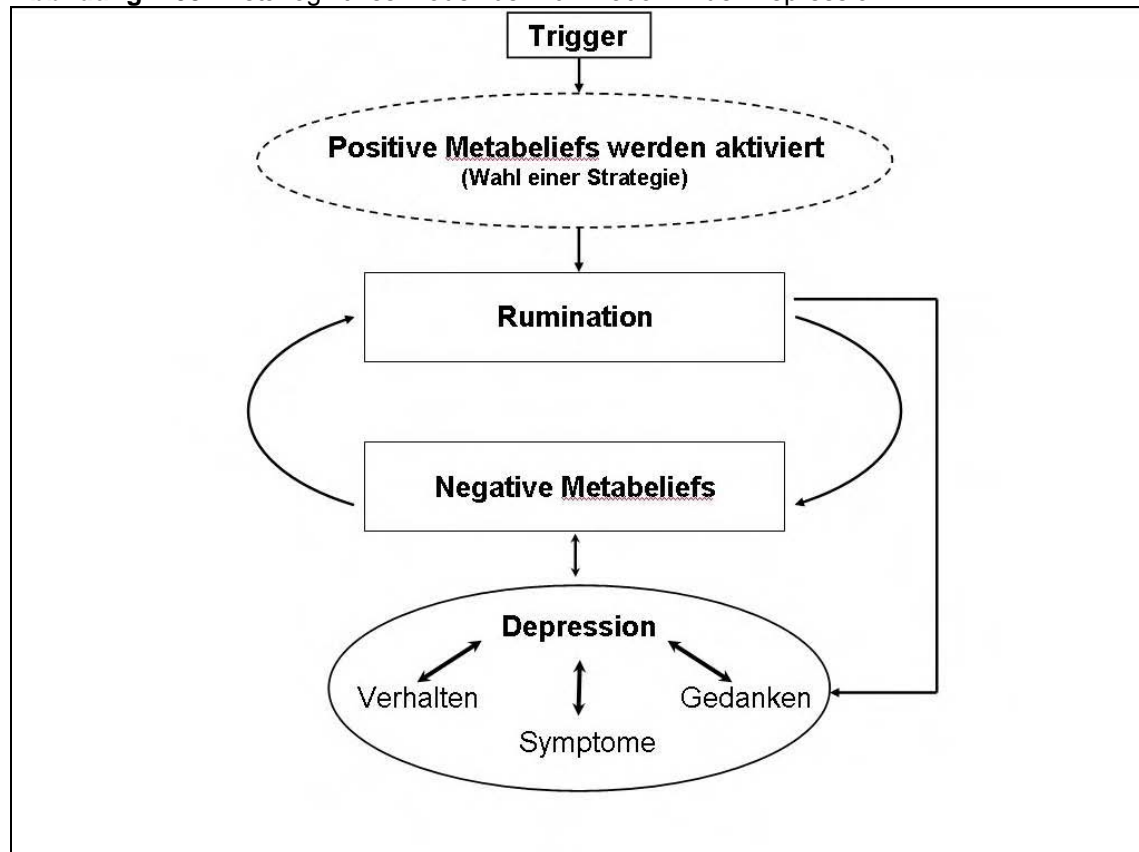 Trigger
Positive Metabeliefs werden aktiviert
(Wahl einer Strategie)
Rumination
Negative Metabeliefs
Depression
Verhalten
Gedanken
Symptome